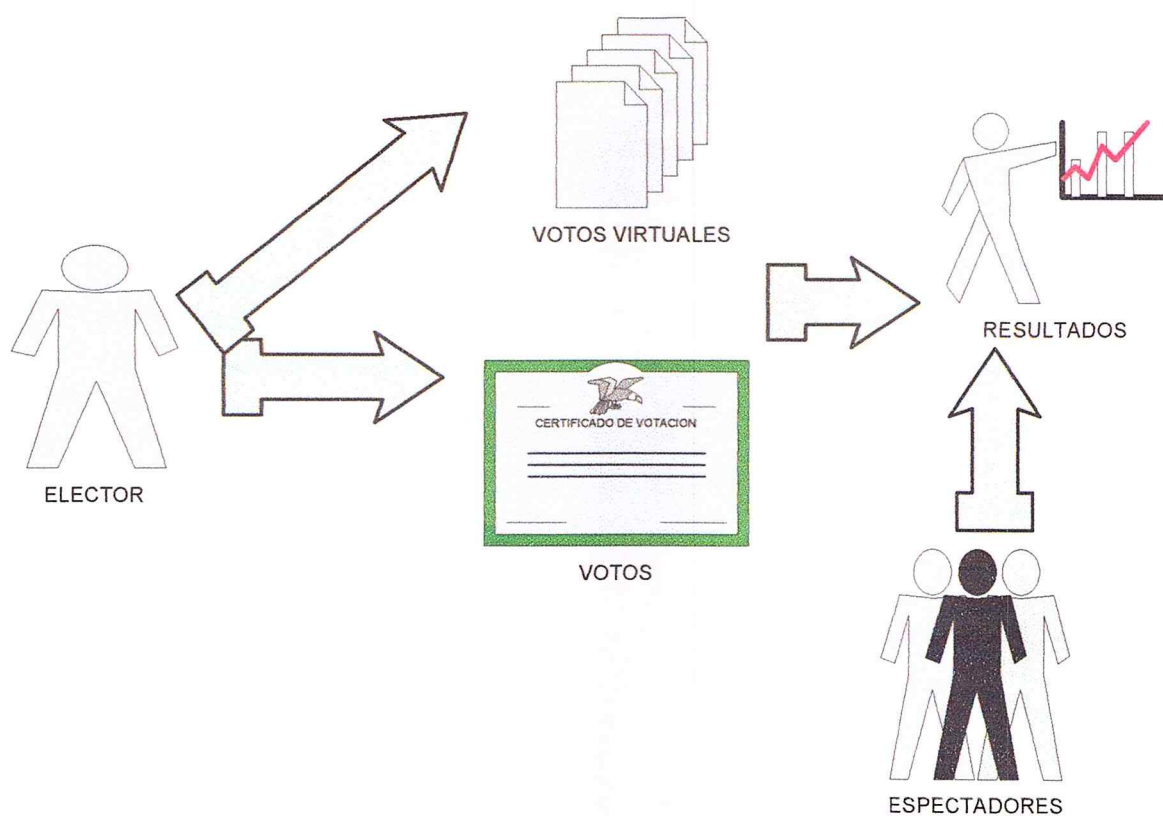 VOTOS VIRTUALES
RESULTADOS
ELECTOR
CERTIFICADO DE VOTACION
VOTOS
ESPECTADORES